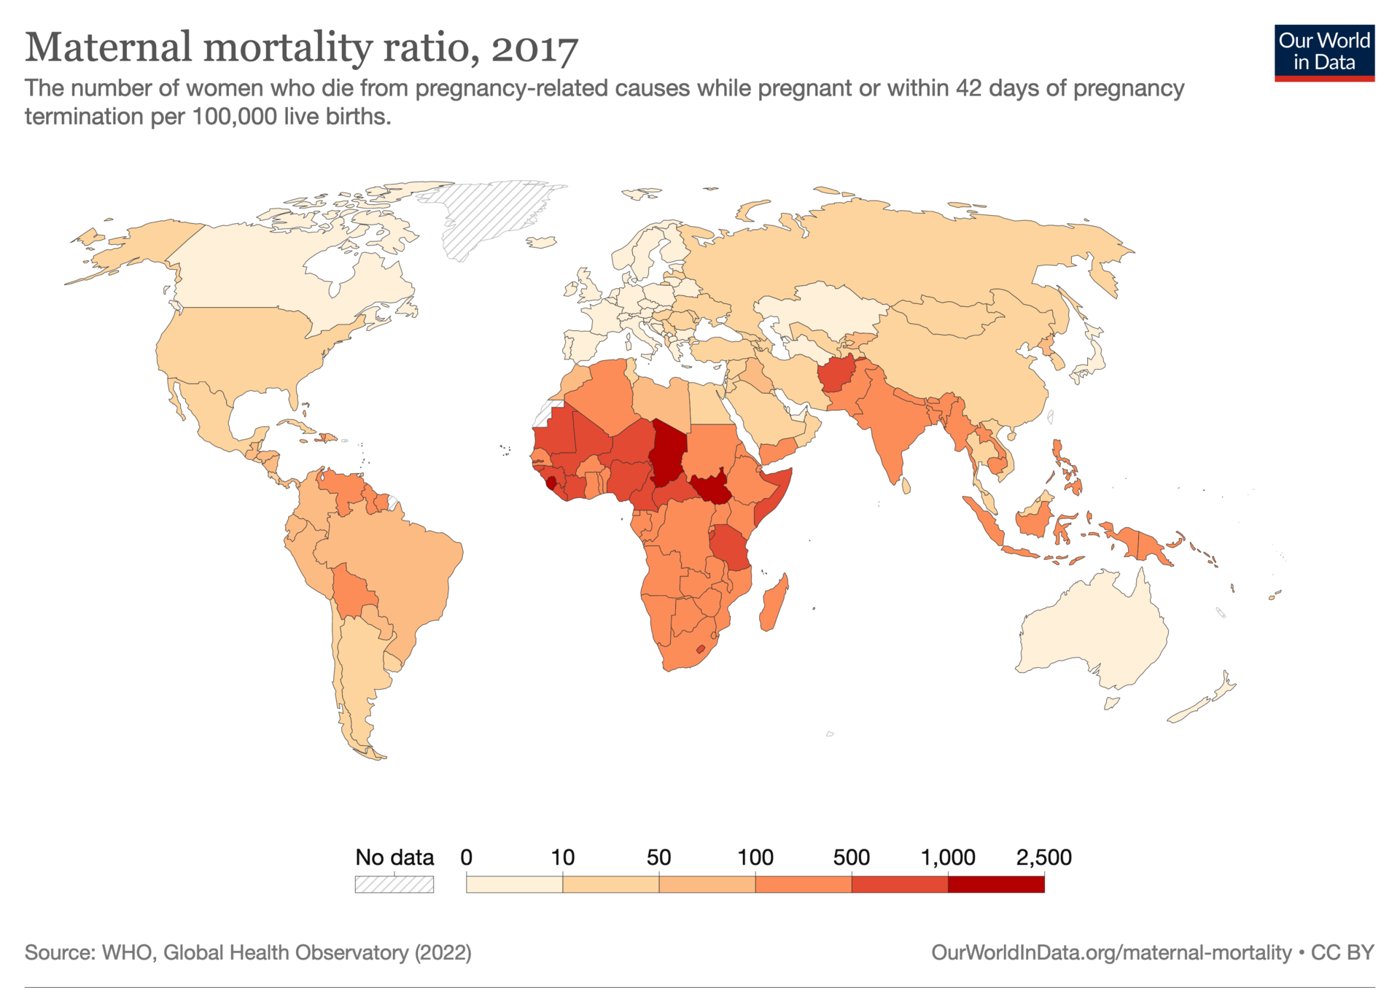 Maternal mortality ratio, 2017
Our World
in Data
The number of women who die from pregnancy-related causes while pregnant or within 42 days of pregnancy
termination per 100,000 live births.
No data 0 10 50 100 500 1,000 2,500
Source: WHO, Global Health Observatory (2022)
OurWorldInData.org/maternal-mortality • CC BY